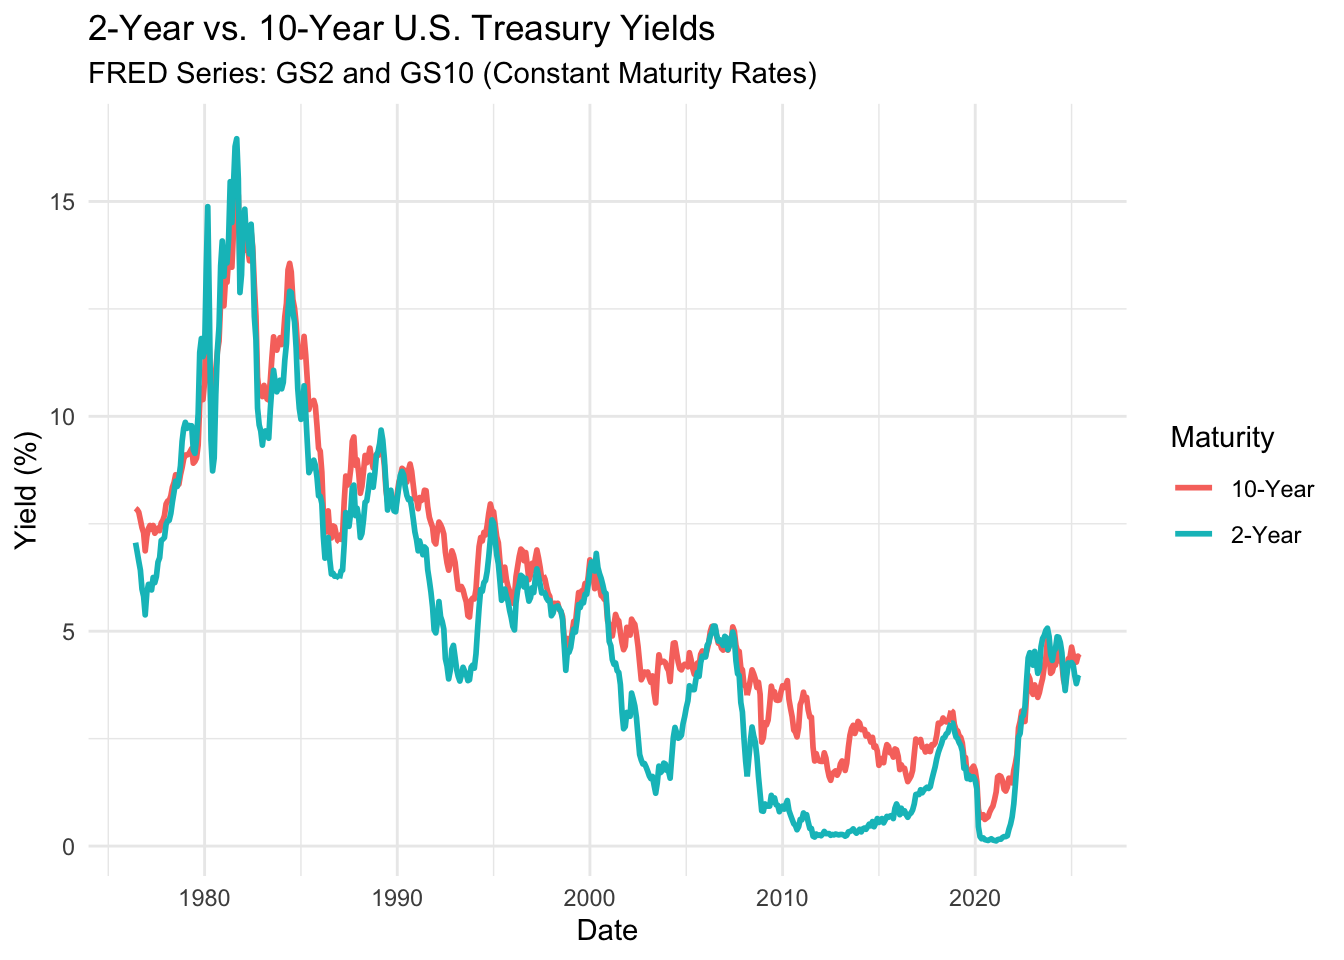 2-Year vs. 10-Year U.S. Treasury Yields
FRED Series: GS2 and GS10 (Constant Maturity Rates)
Yield (%)
15
10
5
0
1980
1990
2000
2010
2020
Date
Maturity
10-Year
2-Year